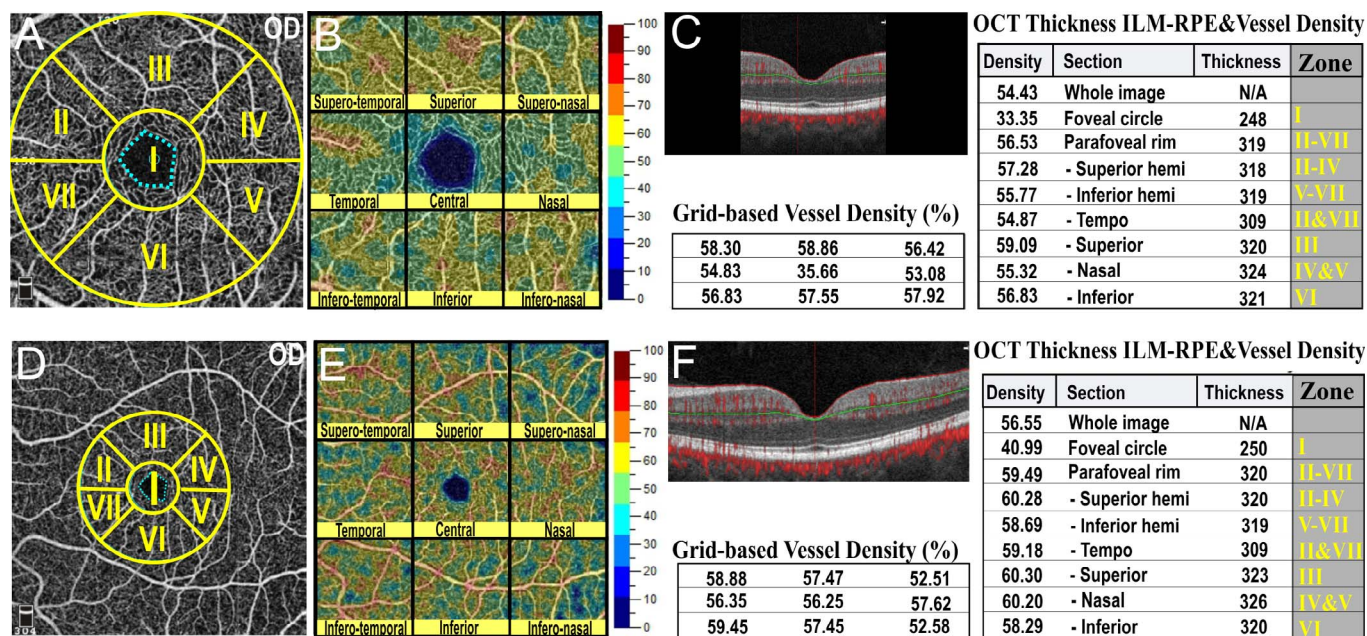 A
OD
III
II
IV
I
VII
V
VI
B
Supero-temporal Superior Supero-nasal
Temporal Central Nasal
Infero-temporal Inferior Infero-nasal
100
90
80
70
60
50
40
30
20
10
0
C
Grid-based Vessel Density (%)
58.30 58.86 56.42
54.83 35.66 53.08
56.83 57.55 57.92
OCT Thickness ILM-RPE&Vessel Density
Density Section Thickness Zone
54.43 Whole image N/A
33.35 Foveal circle 248 I
56.53 Parafoveal rim 319 II-VII
57.28 - Superior hemi 318 II-IV
55.77 - Inferior hemi 319 V-VII
54.87 - Tempo 309 II&VII
59.09 - Superior 320 III
55.32 - Nasal 324 IV&V
56.83 - Inferior 321 VI
D
OD
III
II
IV
I
VII
V
VI
304
E
Supero-temporal Superior Supero-nasal
Temporal Central Nasal
Infero-temporal Inferior Infero-nasal
100
90
80
70
60
50
40
30
20
10
0
F
Grid-based Vessel Density (%)
58.88 57.47 52.51
56.35 56.25 57.62
59.45 57.45 52.58
OCT Thickness ILM-RPE&Vessel Density
Density Section Thickness Zone
56.55 Whole image N/A
40.99 Foveal circle 250 I
59.49 Parafoveal rim 320 II-VII
60.28 - Superior hemi 320 II-IV
58.69 - Inferior hemi 319 V-VII
59.18 - Tempo 309 II&VII
60.30 - Superior 323 III
60.20 - Nasal 326 IV&V
58.29 - Inferior 320 VI